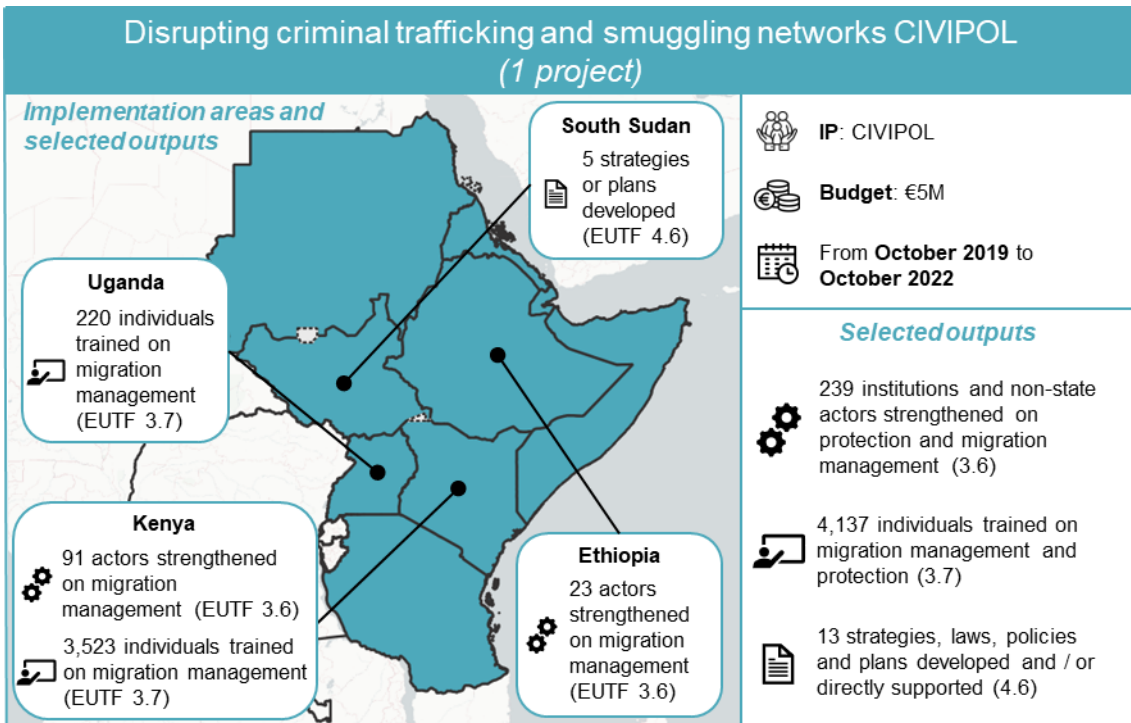 Disrupting criminal trafficking and smuggling networks CIVIPOL
(1 project)
Implementation areas and
selected outputs
South Sudan
5 strategies
or plans
developed
(EUTF 4.6)
Uganda
220 individuals
trained on
migration
management
(EUTF 3.7)
Kenya
91 actors strengthened
on migration
management (EUTF 3.6)
3,523 individuals trained
on migration management
(EUTF 3.7)
Ethiopia
23 actors
strengthened
on migration
management
(EUTF 3.6)
IP: CIVIPOL
Budget: €5M
From October 2019 to
October 2022
Selected outputs
239 institutions and non-state
actors strengthened on
protection and migration
management (3.6)
4,137 individuals trained on
migration management and
protection (3.7)
13 strategies, laws, policies
and plans developed and / or
directly supported (4.6)